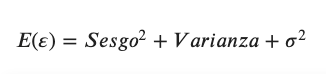 E(ε) = Sesgo² + Varianza + σ²